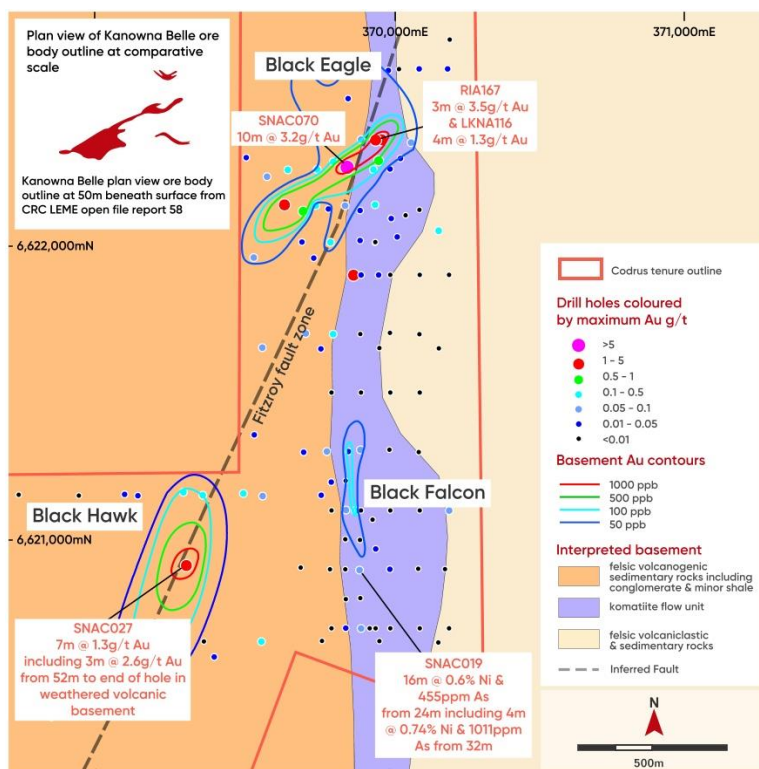 370,000mE
371,000mE
Plan view of Kanowna Belle ore
body outline at comparative
scale
Kanowna Belle plan view ore body
outline at 50m beneath surface from
CRC LEME open file report 58
Black Eagle
SNAC070
10m @ 3.2g/t Au
RIA167
3m @ 3.5g/t Au
& LKNA116
4m @ 1.3g/t Au
6,622,000mN
Fitzroy fault zone
Black Falcon
Black Hawk
6,621,000mN
SNAC027
7m @ 1.3g/t Au
including 3m @ 2.6g/t Au
from 52m to end of hole in
weathered volcanic
basement
SNAC019
16m @ 0.6% Ni &
455ppm As
from 24m including 4m
@ 0.74% Ni & 1011ppm
As from 32m
Codrus tenure outline
Drill holes coloured
by maximum Au g/t
>5
1 - 5
0.5 - 1
0.1 - 0.5
0.05 - 0.1
0.01 - 0.05
<0.01
Basement Au contours
1000 ppb
500 ppb
100 ppb
50 ppb
Interpreted basement
felsic volcanogenic
sedimentary rocks including
conglomerate & minor shale
komatiite flow unit
felsic volcaniclastic
& sedimentary rocks
Inferred Fault
N
500m